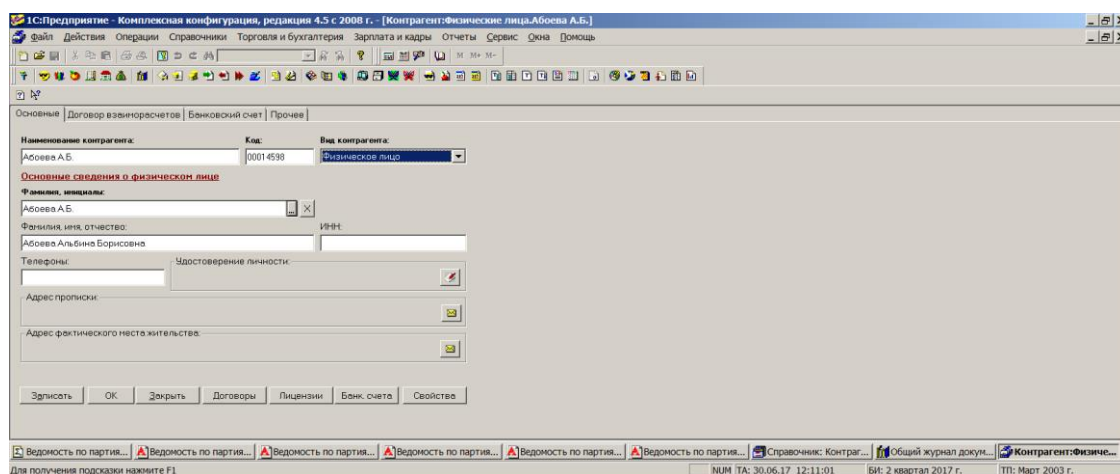 1С:Предприятие - Комплексная конфигурация, редакция 4.5 с 2008 г. - [Контрагент:Физические лица.Абоева А.Б.]
Файл Действия Операции Справочники Торговля и бухгалтерия Зарплата и кадры Отчеты Сервис Окна Помощь
M M+ M-
Основные Договор взаиморасчетов Банковский счет Прочее
Наименование контрагента: Код: Вид контрагента:
Абоева А.Б. 00014598 Физическое лицо
Основные сведения о физическом лице
Фамилия, инициалы:
Абоева А.Б. ...
Фамилия, имя, отчество: ИНН:
Абоева Альбина Борисовна
Телефоны: Удостоверение личности:
Адрес прописки:
Адрес фактического места жительства:
Записать ОК Закрыть Договоры Лицензии Банк. счета Свойства
Ведомость по партия... Ведомость по партия... Ведомость по партия... Ведомость по партия... Ведомость по партия... Ведомость по партия... Справочник: Контраг... Общий журнал докум... Контрагент:Физиче...
Для получения подсказки нажмите F1 NUM TA: 30.06.17 12:11:01 БИ: 2 квартал 2017 г. ТП: Март 2003 г.